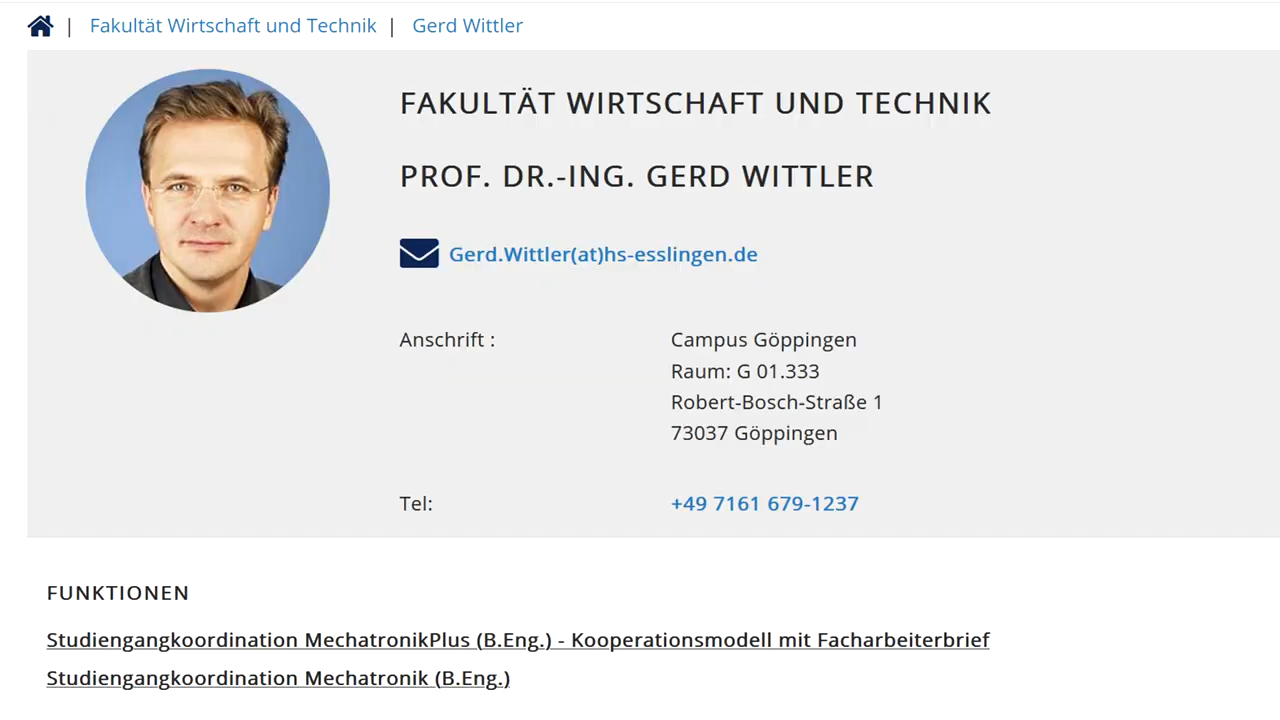 | Fakultät Wirtschaft und Technik | Gerd Wittler
FAKULTÄT WIRTSCHAFT UND TECHNIK
PROF. DR.-ING. GERD WITTLER
Gerd.Wittler(at)hs-esslingen.de
Anschrift : Campus Göppingen
Raum: G 01.333
Robert-Bosch-Straße 1
73037 Göppingen
Tel: +49 7161 679-1237
FUNKTIONEN
Studiengangkoordination MechatronikPlus (B.Eng.) - Kooperationsmodell mit Facharbeiterbrief
Studiengangkoordination Mechatronik (B.Eng.)